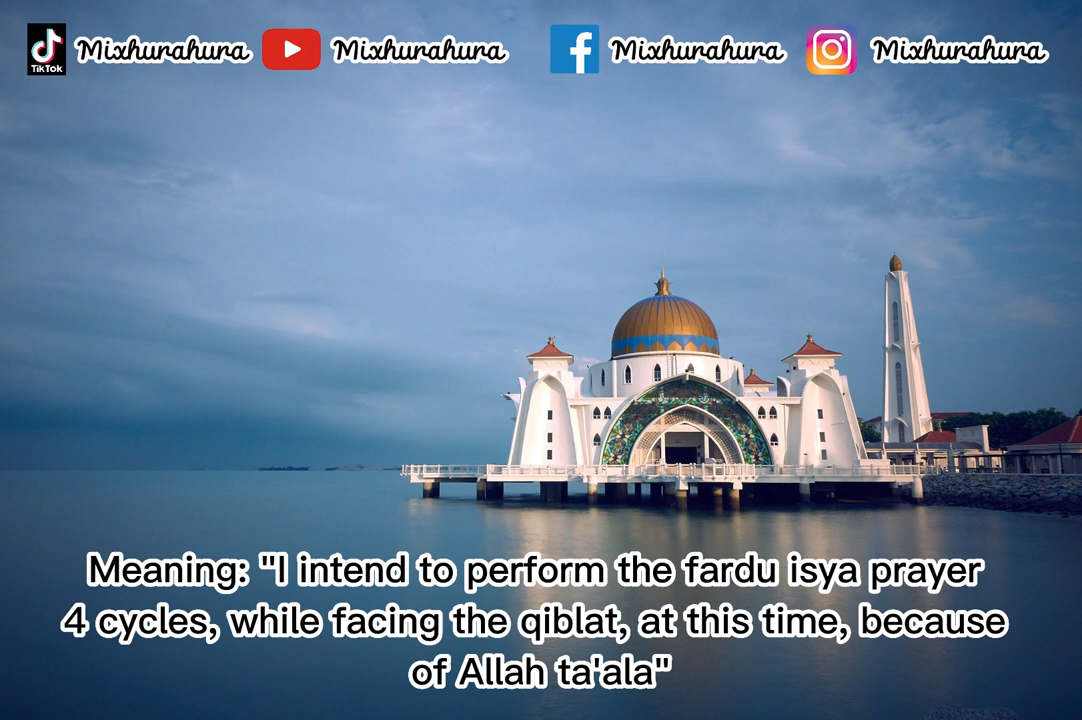 TikTok Mixhurahura Mixhurahura Mixhurahura Mixhurahura
Meaning: "I intend to perform the fardu isya prayer
4 cycles, while facing the qiblat, at this time, because
of Allah ta'ala"